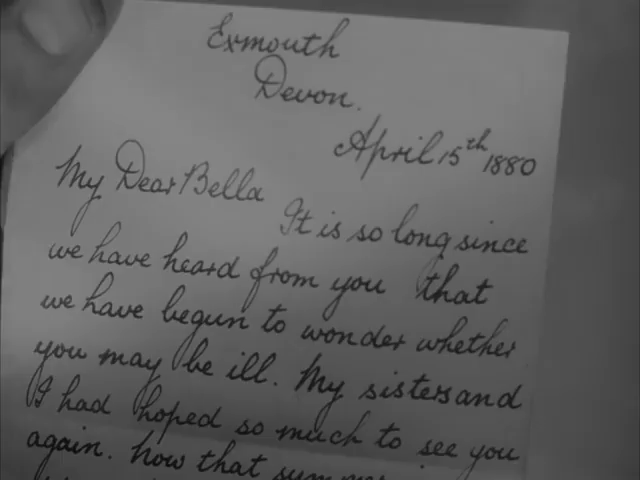 Exmouth
Devon.
April 15th 1880
My Dear Bella
It is so long since
we have heard from you that
we have begun to wonder whether
you may be ill. My sisters and
I had hoped so much to see you
again. Now that summer